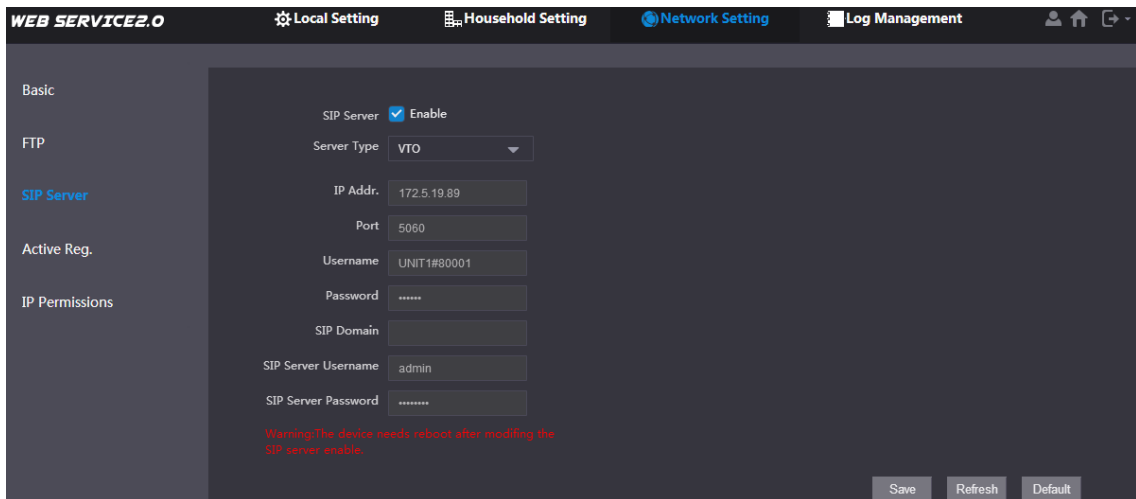 WEB SERVICE2.0 Local Setting Household Setting Network Setting Log Management
Basic
FTP
SIP Server
Active Reg.
IP Permissions
SIP Server Enable
Server Type VTO
IP Addr. 172.5.19.89
Port 5060
Username UNIT1#80001
Password ••••••
SIP Domain
SIP Server Username admin
SIP Server Password ••••••••
Warning:The device needs reboot after modifing the
SIP server enable.
Save Refresh Default